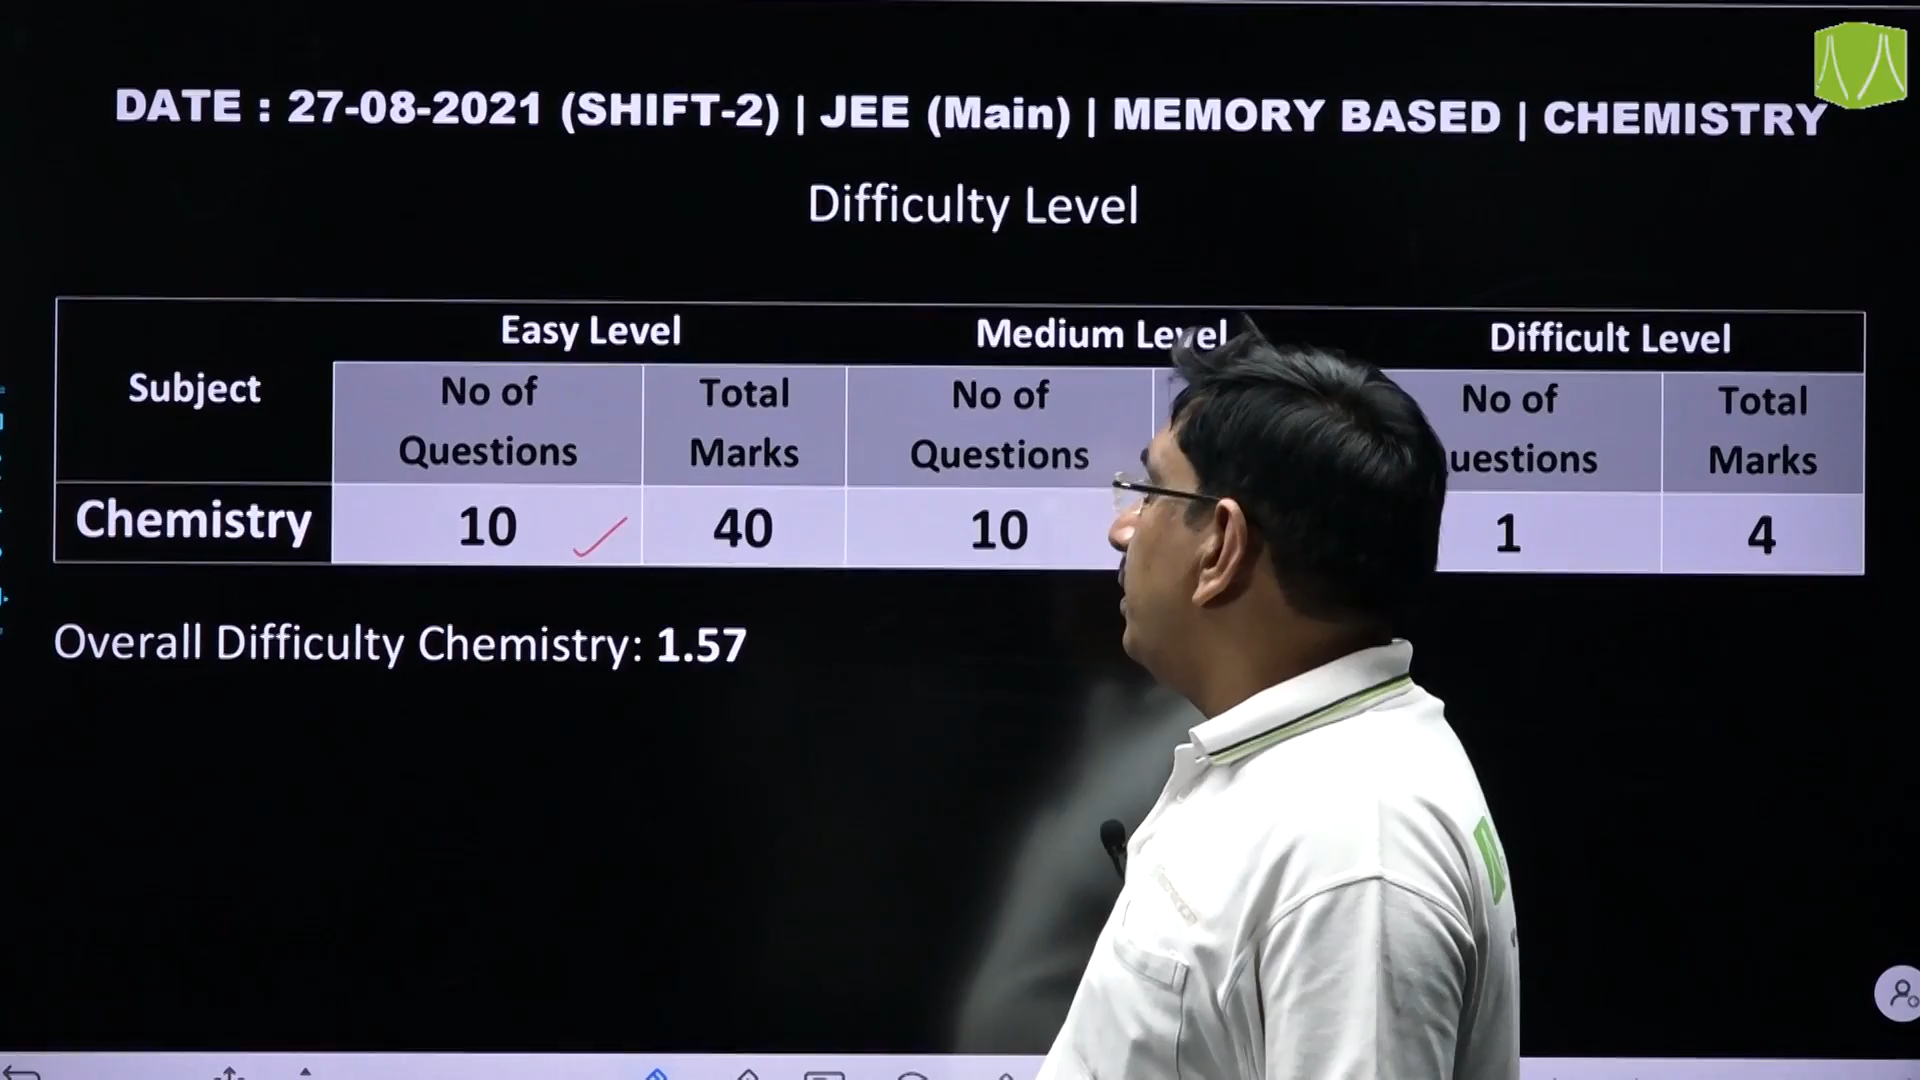 DATE : 27-08-2021 (SHIFT-2) | JEE (Main) | MEMORY BASED | CHEMISTRY
Difficulty Level
Subject
Easy Level
Medium Level
Difficult Level
No of Questions
Total Marks
No of Questions
No of
Total Marks
Chemistry 10 40 10 1 4
Overall Difficulty Chemistry: 1.57